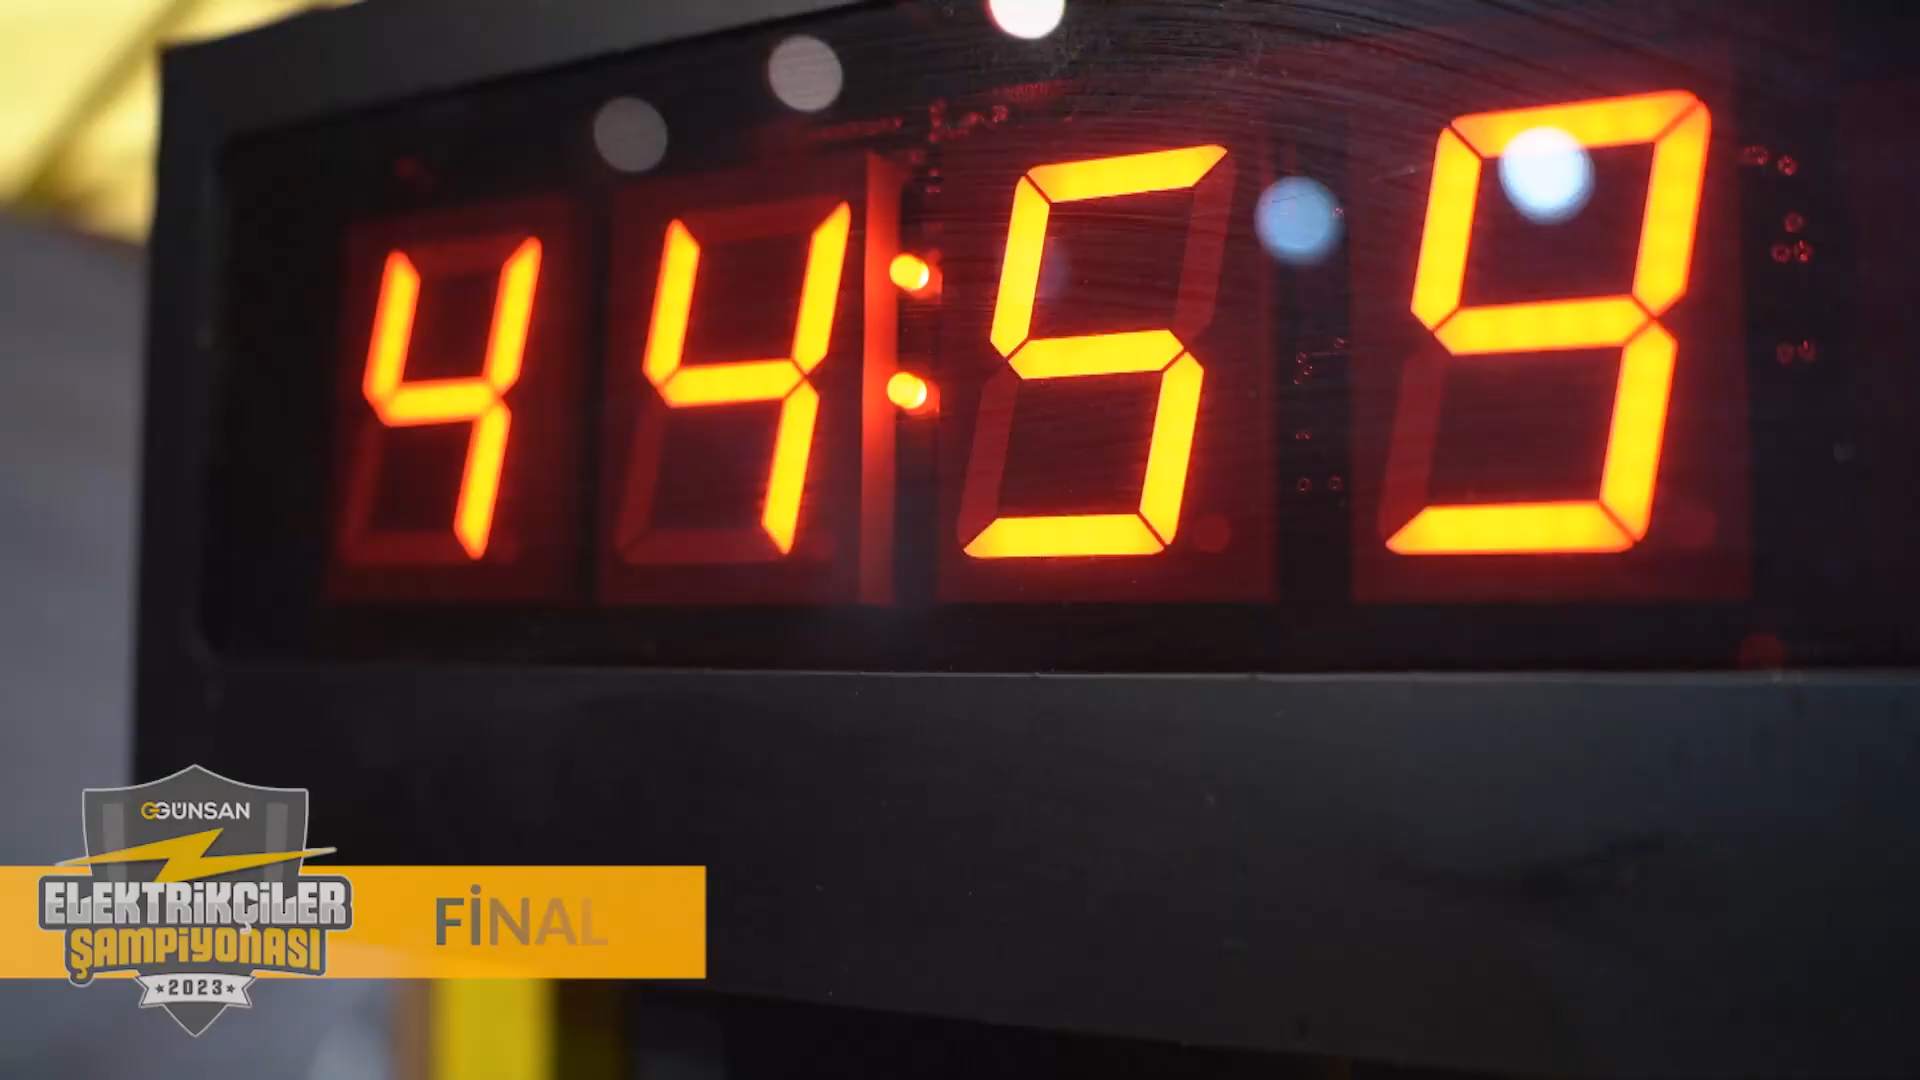 44:59
GÜNSAN
ELEKTRİKÇİLER
ŞAMPİYONASI
2023
FİNAL